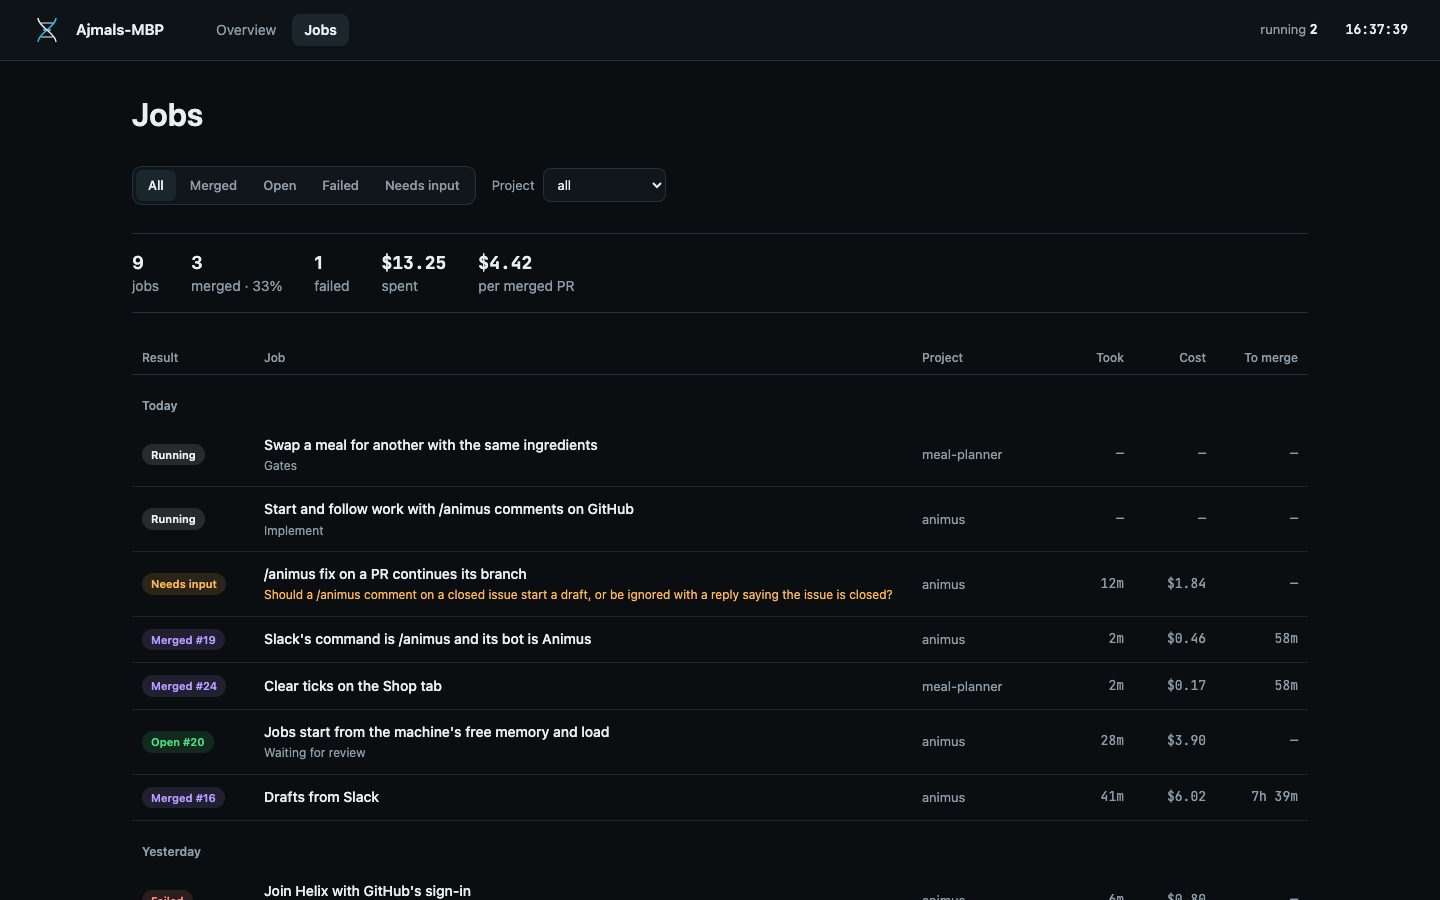 Ajmals-MBP Overview Jobs running 2 16:37:39
Jobs
All Merged Open Failed Needs input Project all
9 3 1 $13.25 $4.42
jobs merged · 33% failed spent per merged PR
Result Job Project Took Cost To merge
Today
Running Swap a meal for another with the same ingredients meal-planner – – –
Gates
Running Start and follow work with /animus comments on GitHub animus – – –
Implement
Needs input /animus fix on a PR continues its branch animus 12m $1.84 –
Should a /animus comment on a closed issue start a draft, or be ignored with a reply saying the issue is closed?
Merged #19 Slack's command is /animus and its bot is Animus animus 2m $0.46 58m
Merged #24 Clear ticks on the Shop tab meal-planner 2m $0.17 58m
Open #20 Jobs start from the machine's free memory and load animus 28m $3.90 –
Waiting for review
Merged #16 Drafts from Slack animus 41m $6.02 7h 39m
Yesterday
Failed Join Helix with GitHub's sign-in animus 6m $0.80 –